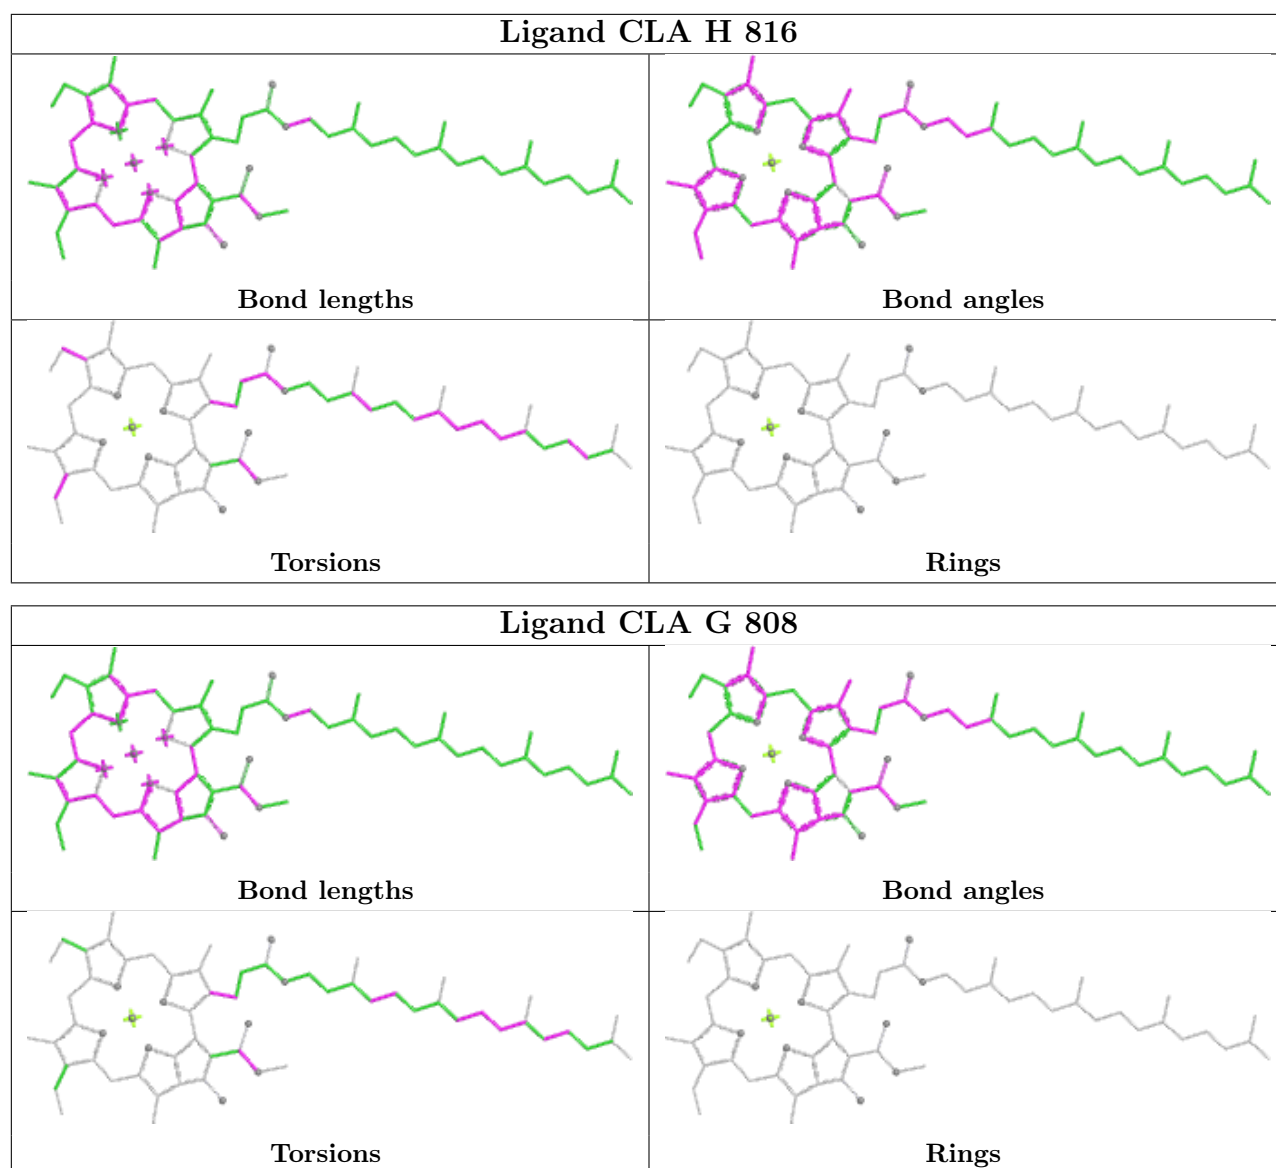 Ligand CLA H 816
Bond lengths
Bond angles
Torsions
Rings
Ligand CLA G 808
Bond lengths
Bond angles
Torsions
Rings